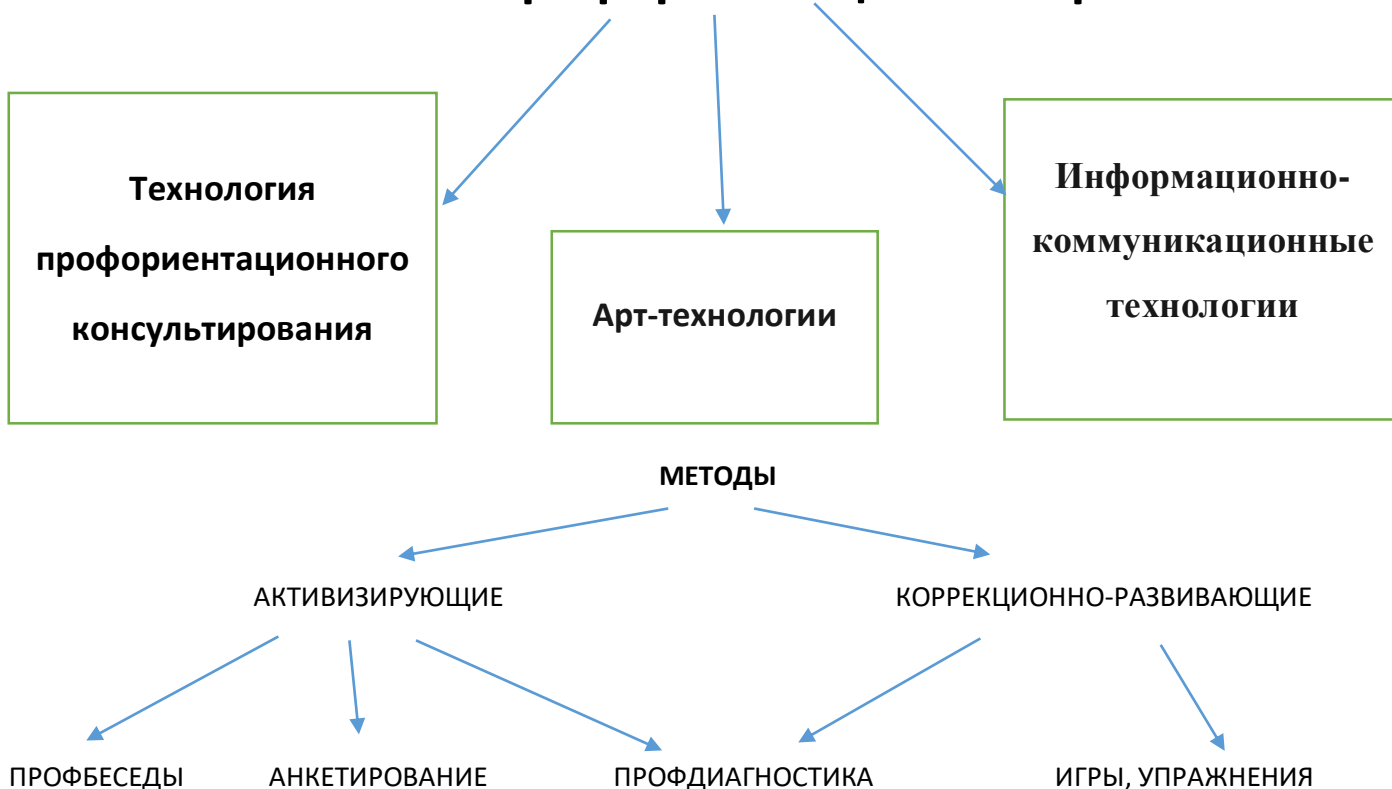 Технология
профориентационного
консультирования
Арт-технологии
Информационно-
коммуникационные
технологии
МЕТОДЫ
АКТИВИЗИРУЮЩИЕ
КОРРЕКЦИОННО-РАЗВИВАЮЩИЕ
ПРОФБЕСЕДЫ
АНКЕТИРОВАНИЕ
ПРОФДИАГНОСТИКА
ИГРЫ, УПРАЖНЕНИЯ